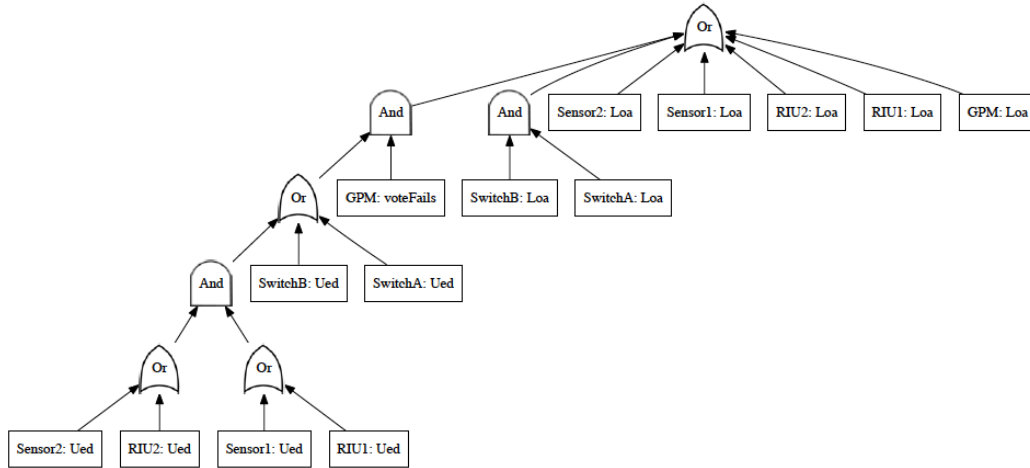 Or
And
And
Sensor2: Loa
Sensor1: Loa
RIU2: Loa
RIU1: Loa
GPM: Loa
Or
GPM: voteFails
SwitchB: Loa
SwitchA: Loa
And
SwitchB: Ued
SwitchA: Ued
Or
Or
Sensor2: Ued
RIU2: Ued
Sensor1: Ued
RIU1: Ued